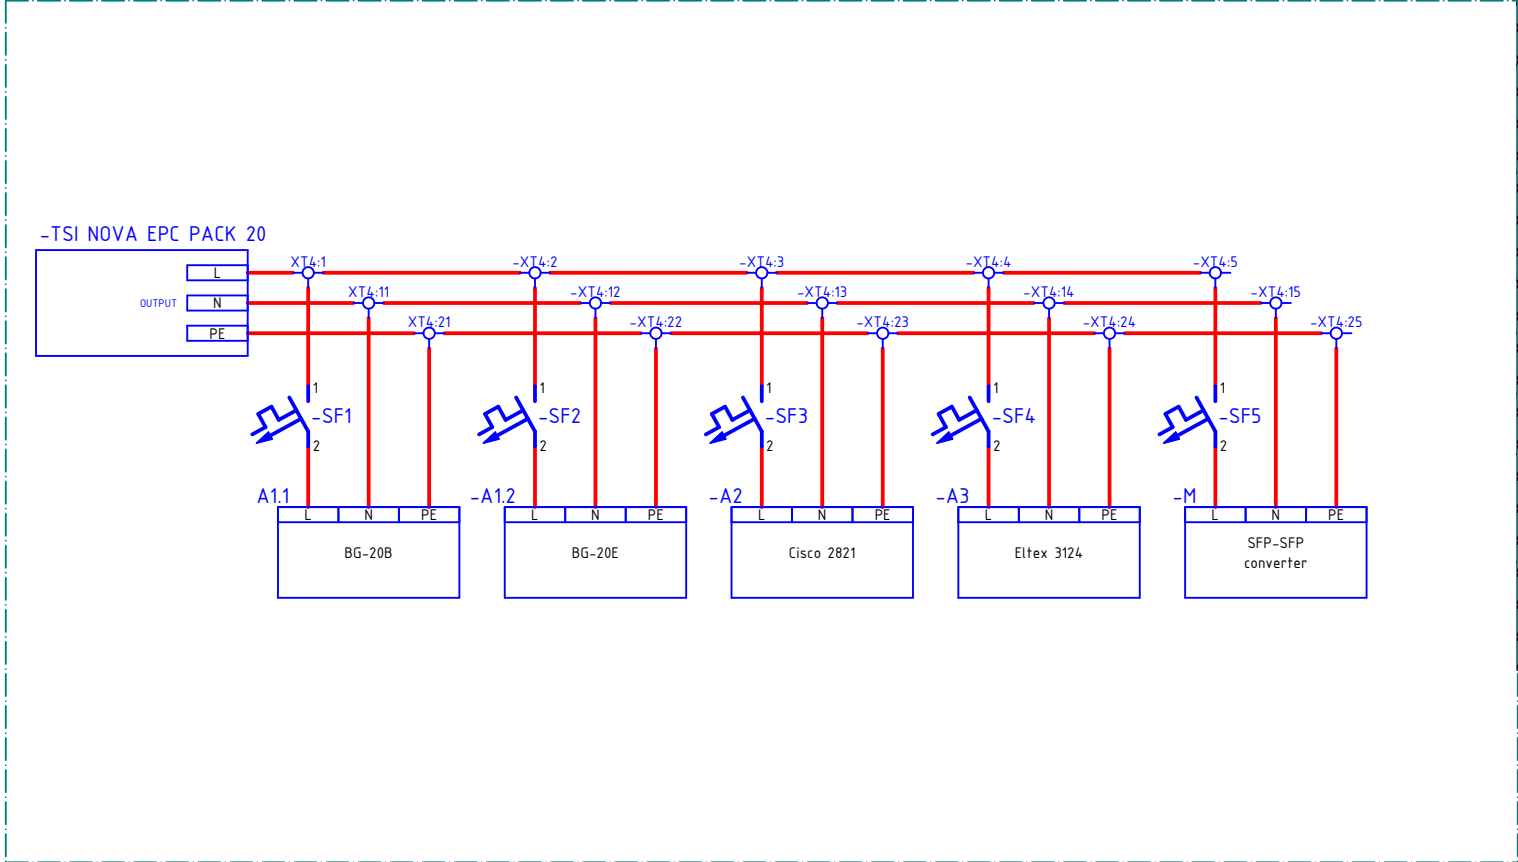 -TSI NOVA EPC PACK 20
XT4:1 -XT4:2 -XT4:3 -XT4:4 -XT4:5
L
XT4:11 -XT4:12 -XT4:13 -XT4:14 -XT4:15
OUTPUT N
XT4:21 -XT4:22 -XT4:23 -XT4:24 -XT4:25
PE
1 1 1 1 1
-SF1 -SF2 -SF3 -SF4 -SF5
2 2 2 2 2
A1.1 -A1.2 -A2 -A3 -M
L N PE L N PE L N PE L N PE L N PE
BG-20B BG-20E Cisco 2821 Eltex 3124 SFP-SFP
converter